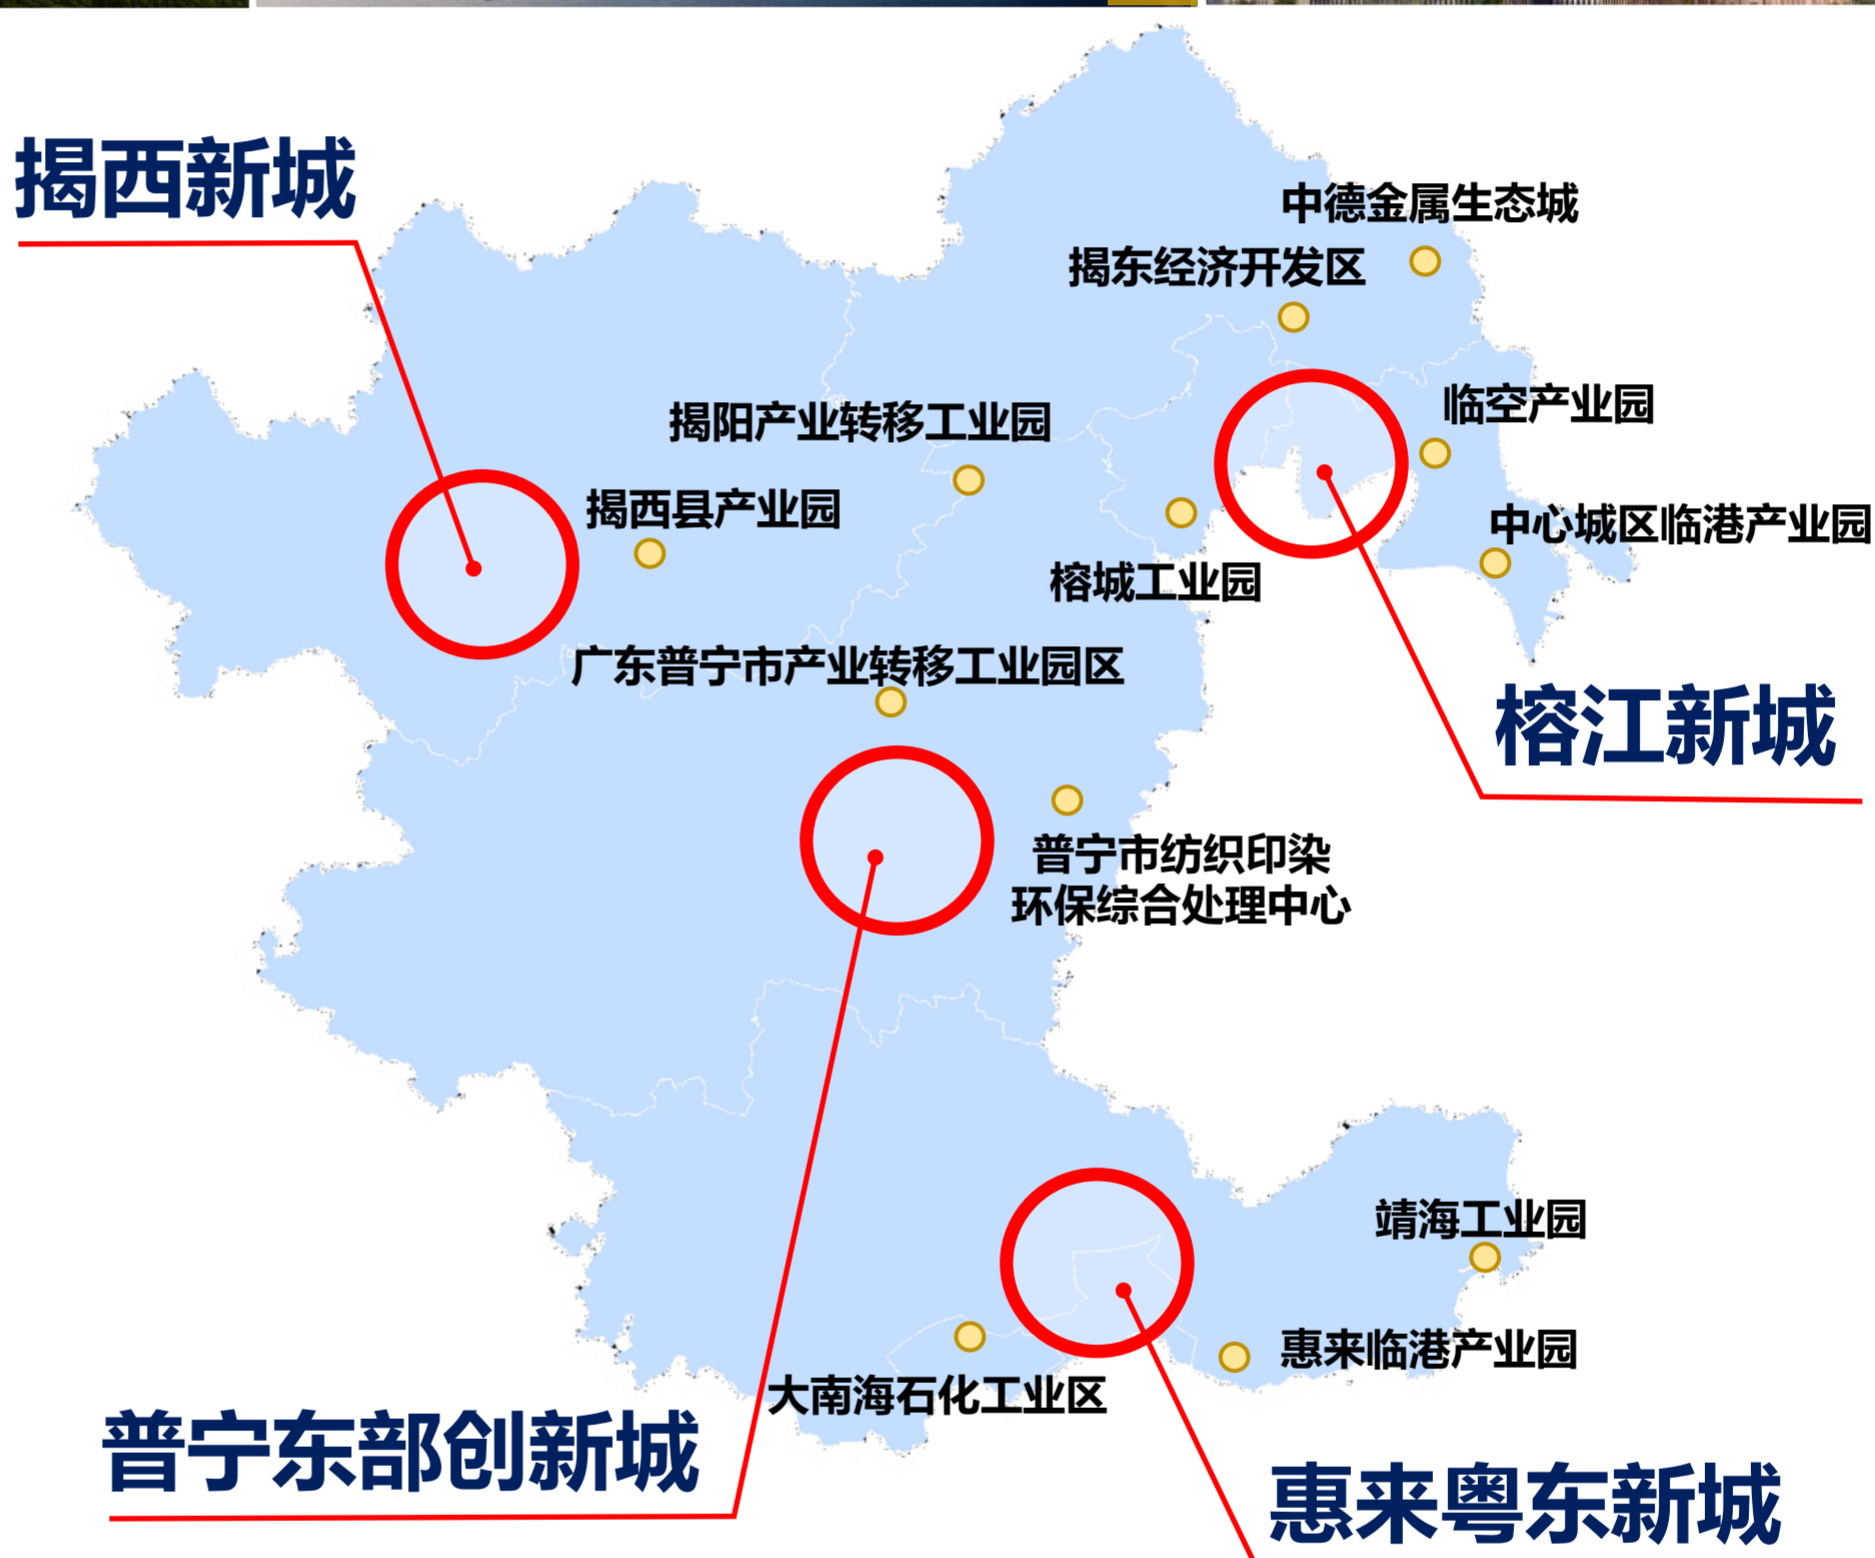 揭西新城
中德金属生态城
揭东经济开发区
临空产业园
揭阳产业转移工业园
揭西县产业园
中心城区临港产业园
榕城工业园
广东普宁市产业转移工业园区
榕江新城
普宁市纺织印染
环保综合处理中心
靖海工业园
惠来临港产业园
大南海石化工业区
普宁东部创新城
惠来粤东新城